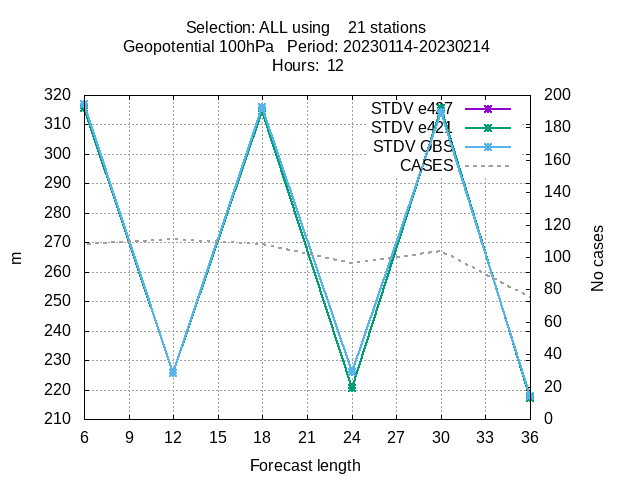 Selection: ALL using    21 stations
Geopotential 100hPa   Period: 20230114-20230214
Hours:  12
320 200
STDV e437
310 180
STDV e421
300 STDV OBS 160
CASES
290 140
280 120
270 100
260 80
250 60
240 40
230 20
220 0
210
m
No cases
6 9 12 15 18 21 24 27 30 33 36
Forecast length